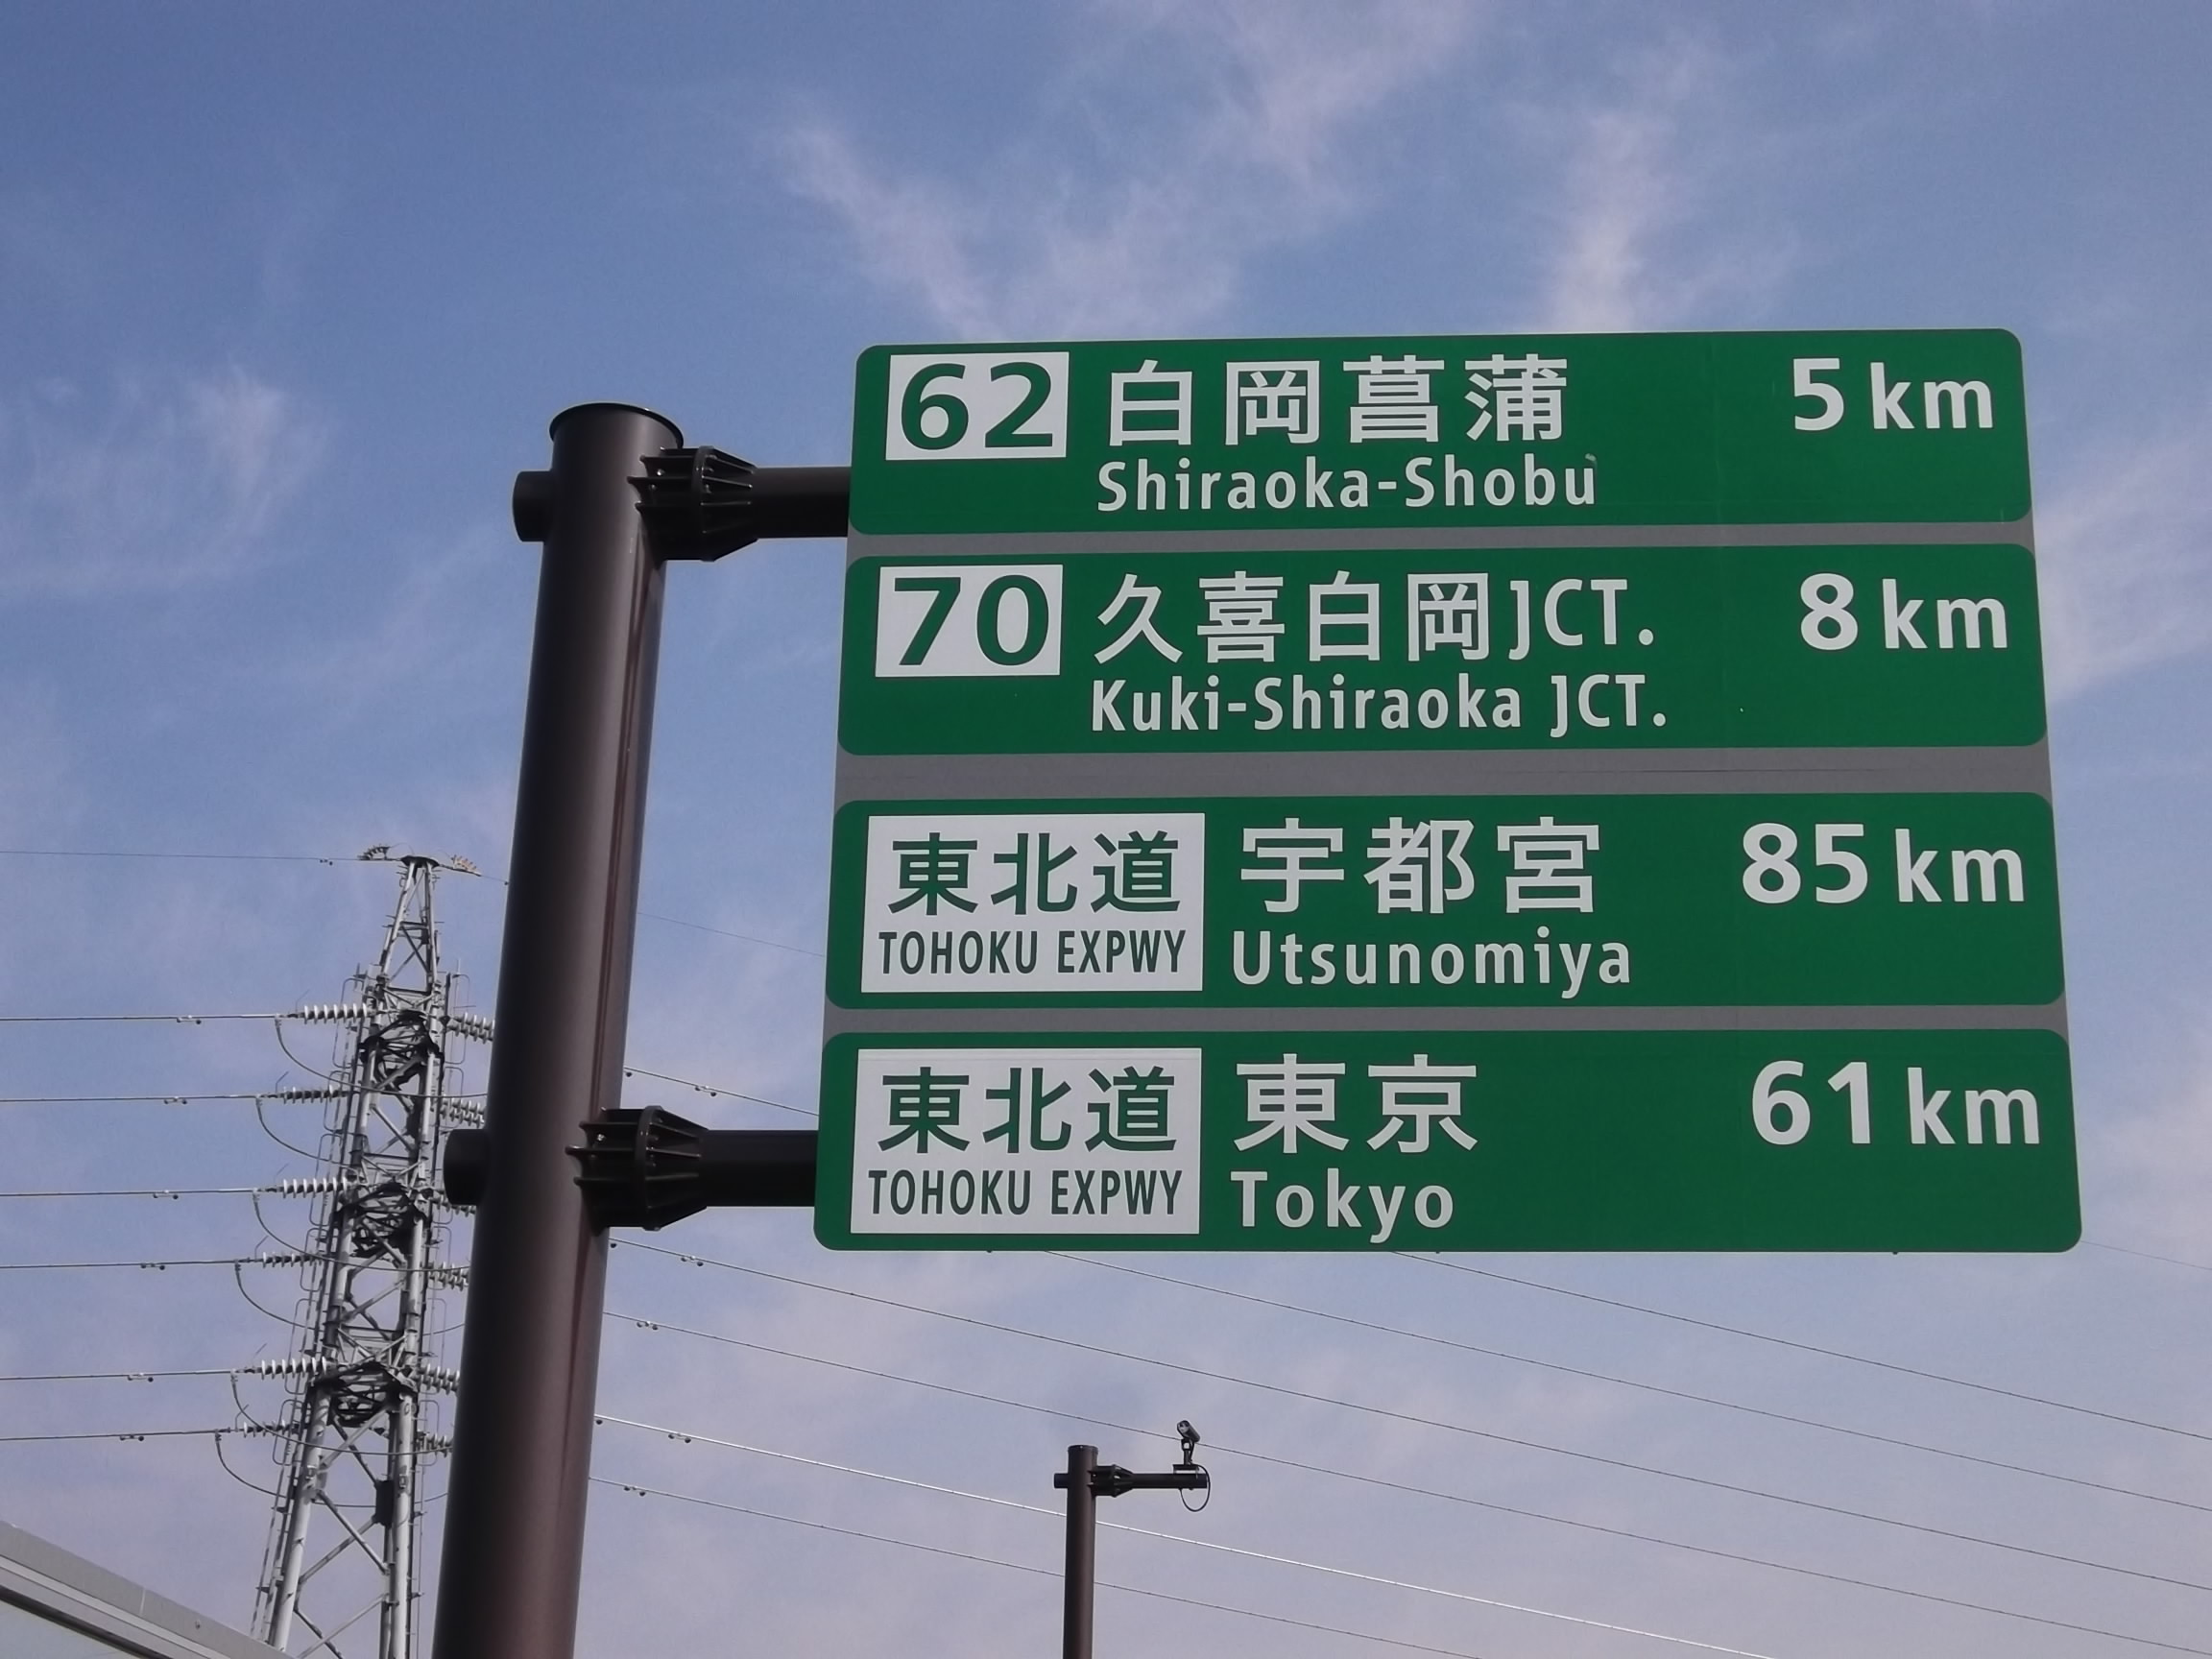 62 白岡菖蒲 5km
Shiraoka-Shobu
70 久喜白岡JCT. 8km
Kuki-Shiraoka JCT.
東北道 宇都宮 85km
TOHOKU EXPWY Utsunomiya
東北道 東京 61km
TOHOKU EXPWY Tokyo